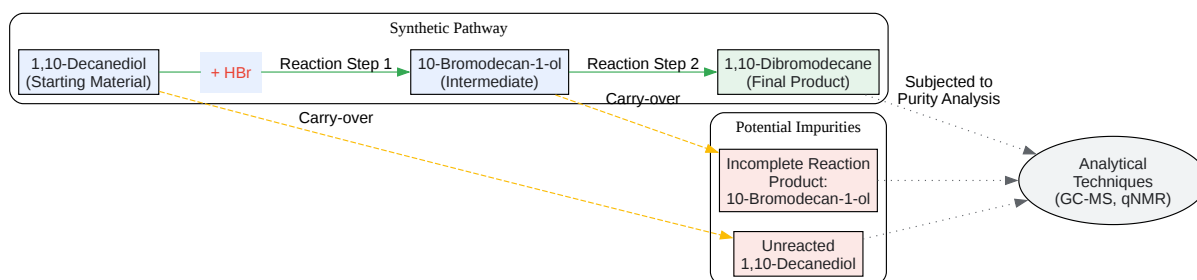 Synthetic Pathway
1,10-Decanediol
(Starting Material)
+ HBr
Reaction Step 1
10-Bromodecan-1-ol
(Intermediate)
Reaction Step 2
1,10-Dibromodecane
(Final Product)
Subjected to
Purity Analysis
Carry-over
Carry-over
Potential Impurities
Incomplete Reaction
Product:
10-Bromodecan-1-ol
Unreacted
1,10-Decanediol
Analytical
Techniques
(GC-MS, qNMR)